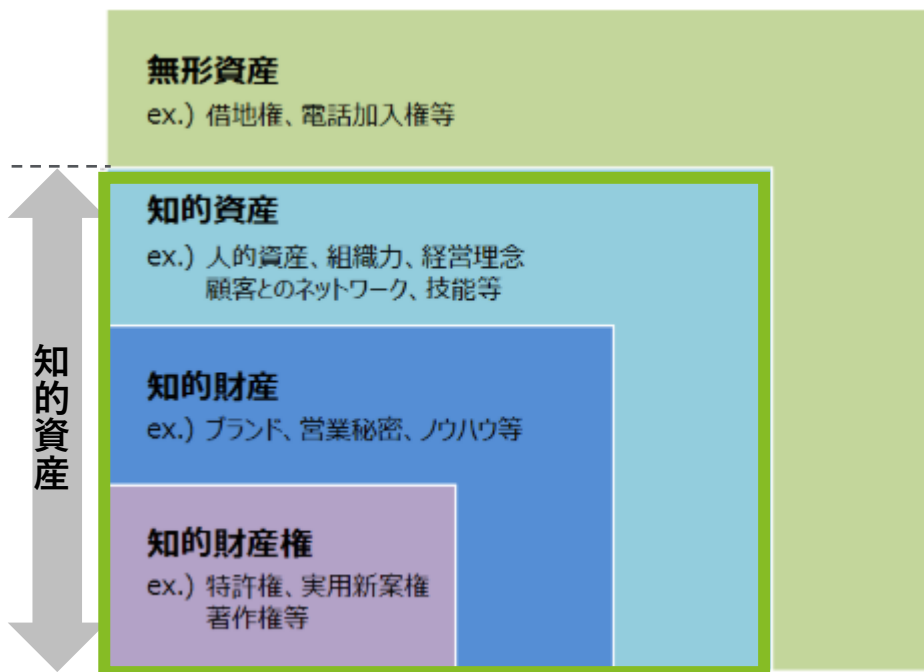 無形資産
ex.) 借地権、電話加入権等
知的資産
ex.) 人的資産、組織力、経営理念
顧客とのネットワーク、技能等
知的財産
ex.) ブランド、営業秘密、ノウハウ等
知的財産権
ex.) 特許権、実用新案権
著作権等
知的資産